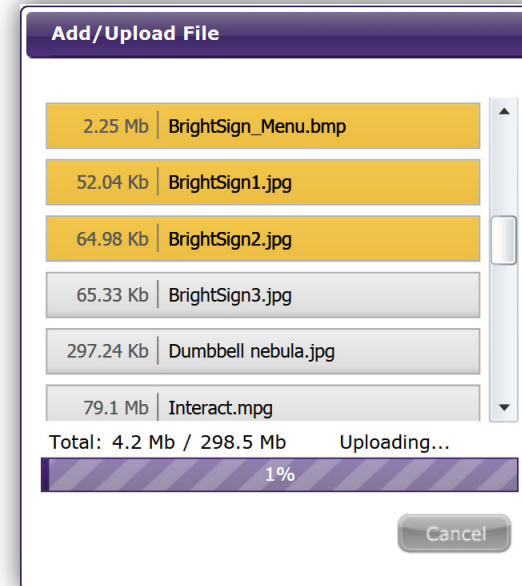 Add/Upload File
2.25 Mb BrightSign_Menu.bmp
52.04 Kb BrightSign1.jpg
64.98 Kb BrightSign2.jpg
65.33 Kb BrightSign3.jpg
297.24 Kb Dumbbell nebula.jpg
79.1 Mb Interact.mpg
Total: 4.2 Mb / 298.5 Mb Uploading...
1%
Cancel